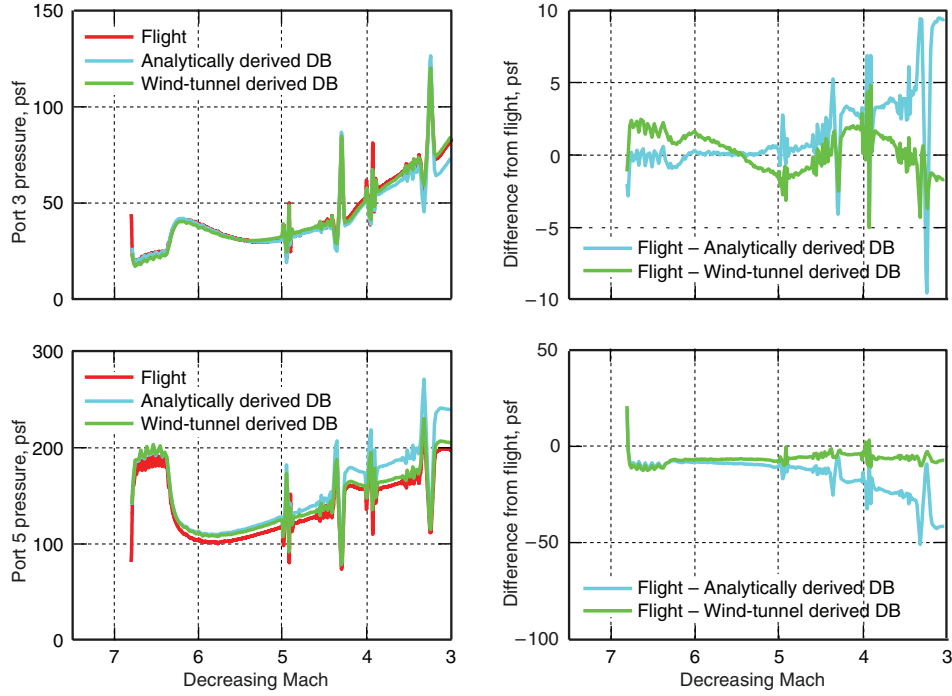 150
100
50
0
Port 3 pressure, psf
Flight
Analytically derived DB
Wind-tunnel derived DB
10
5
0
−5
−10
Difference from flight, psf
Flight – Analytically derived DB
Flight – Wind-tunnel derived DB
300
200
100
0
Port 5 pressure, psf
Flight
Analytically derived DB
Wind-tunnel derived DB
7 6 5 4 3
Decreasing Mach
50
0
−50
−100
Difference from flight, psf
Flight – Analytically derived DB
Flight – Wind-tunnel derived DB
7 6 5 4 3
Decreasing Mach